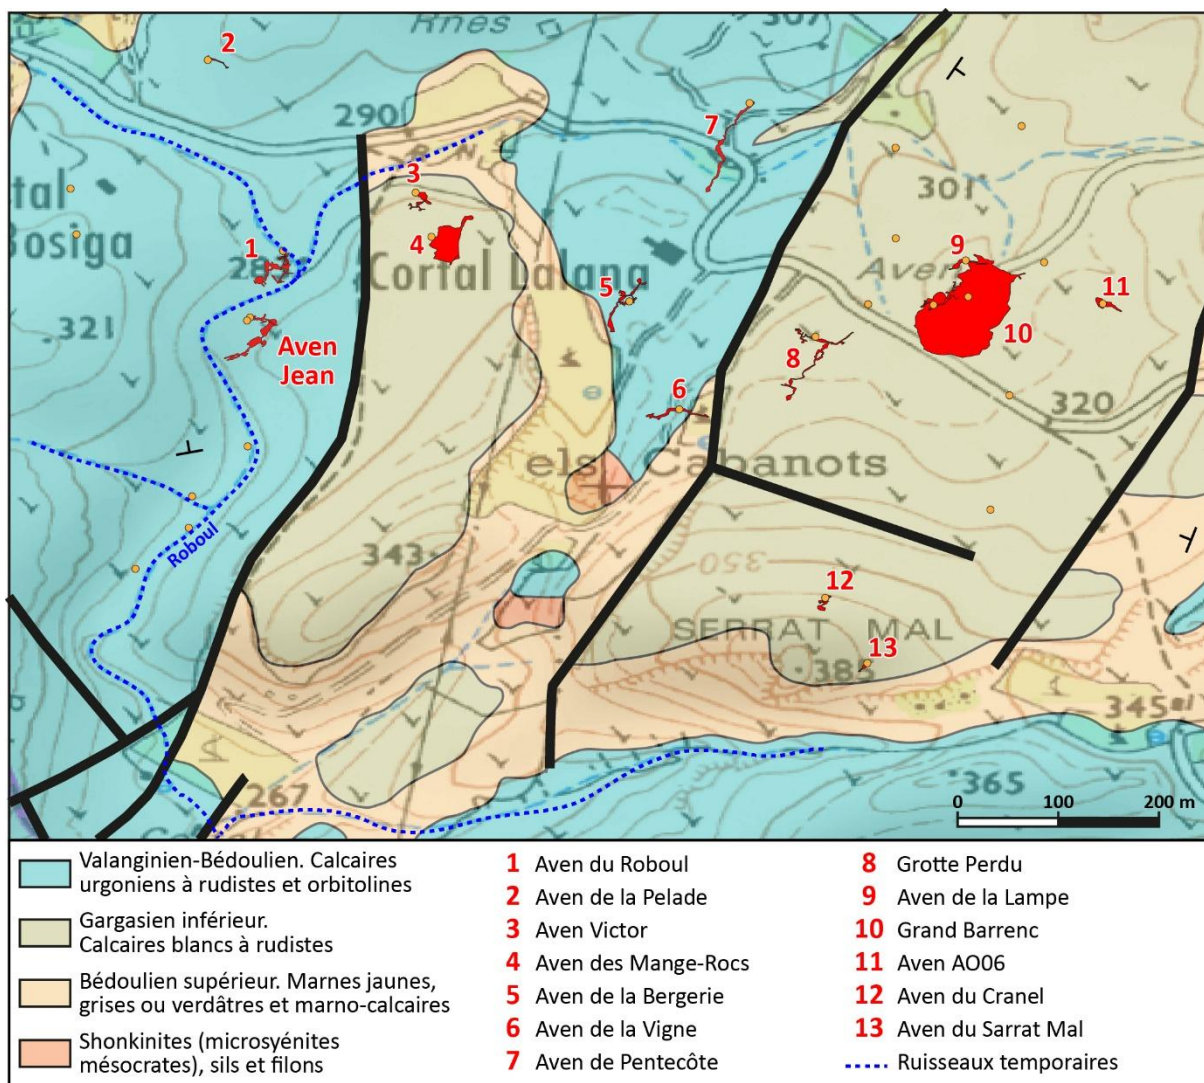 Rnes
307
2
290
7
3
301
tal
Bosiga
4
Cortal Lalana
9
Aven
1
5
11
321
Aven
Jean
10
8
6
320
els Cabanots
Roboul
343
350
12
SERRAT MAL
13
385
345
267
365
0 100 200 m
Valanginien-Bédoulien. Calcaires
urgoniens à rudistes et orbitolines
Gargasien inférieur.
Calcaires blancs à rudistes
Bédoulien supérieur. Marnes jaunes,
grises ou verdâtres et marno-calcaires
Shonkinites (microsyénites
mésocrates), sils et filons
1 Aven du Roboul
2 Aven de la Pelade
3 Aven Victor
4 Aven des Mange-Rocs
5 Aven de la Bergerie
6 Aven de la Vigne
7 Aven de Pentecôte
8 Grotte Perdu
9 Aven de la Lampe
10 Grand Barrenc
11 Aven AO06
12 Aven du Cranel
13 Aven du Sarrat Mal
Ruisseaux temporaires